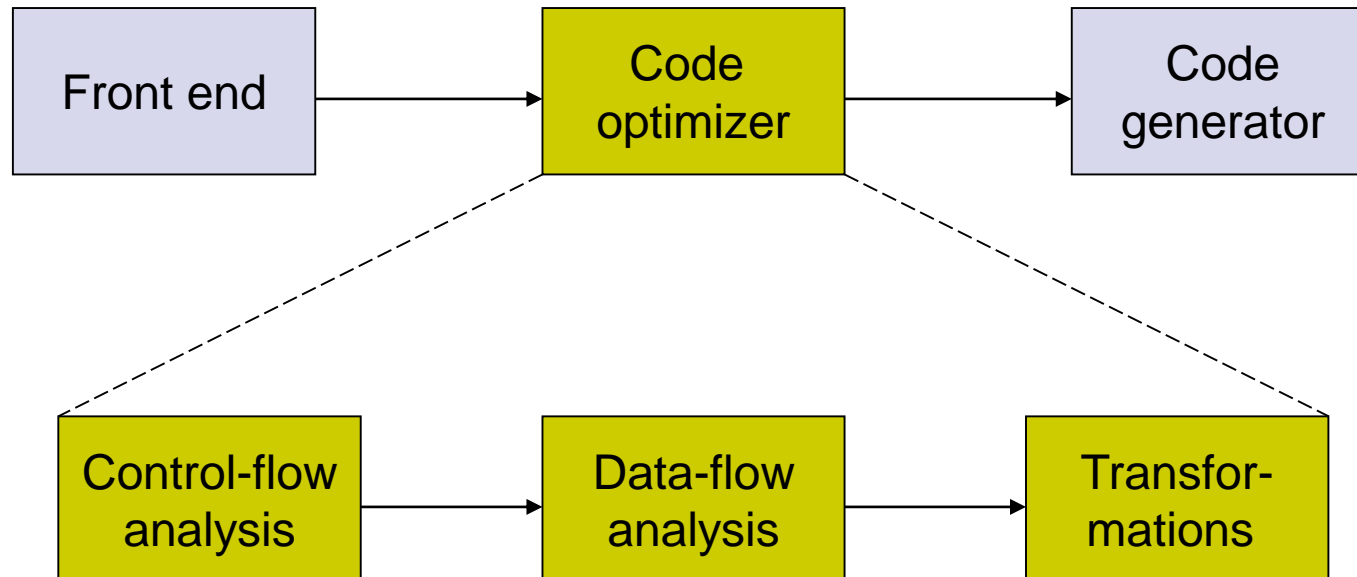 Front end
Code
optimizer
Code
generator
Control-flow
analysis
Data-flow
analysis
Transfor-
mations